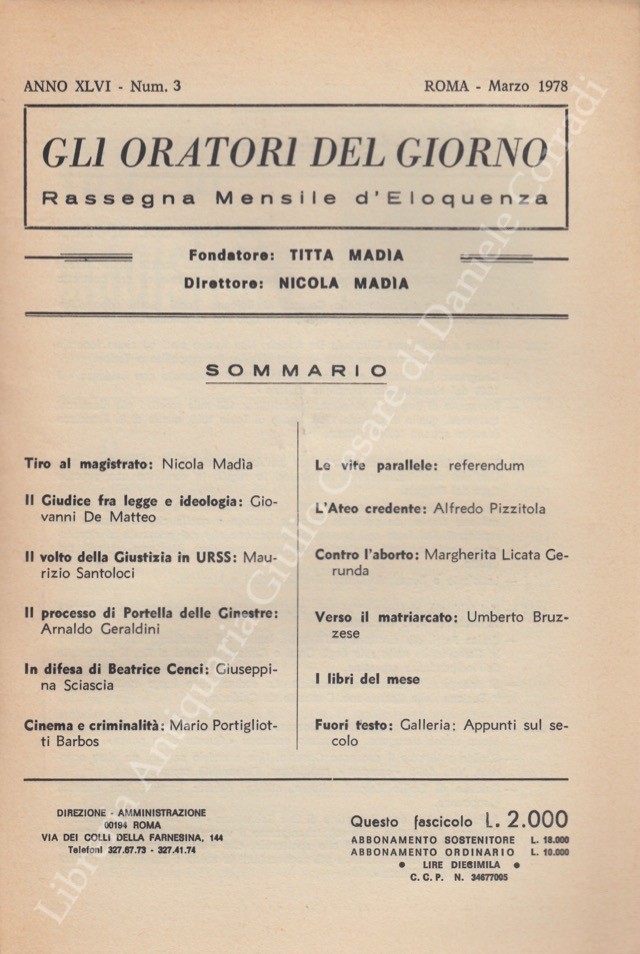 ANNO XLVI - Num. 3
ROMA - Marzo 1978
GLI ORATORI DEL GIORNO
Rassegna Mensile d'Eloquenza
Fondatore: TITTA MADÌA
Direttore: NICOLA MADÌA
SOMMARIO
Tiro al magistrato: Nicola Madìa
Il Giudice fra legge e ideologia: Gio-
vanni De Matteo
Il volto della Giustizia in URSS: Mau-
rizio Santoloci
Il processo di Portella delle Ginestre:
Arnaldo Geraldini
In difesa di Beatrice Cenci: Giuseppi-
na Sciascia
Cinema e criminalità: Mario Portigliot-
ti Barbos
Le vite parallele: referendum
L'Ateo credente: Alfredo Pizzitola
Contro l'aborto: Margherita Licata Ge-
runda
Verso il matriarcato: Umberto Bruz-
zese
I libri del mese
Fuori testo: Galleria: Appunti sul se-
colo
DIREZIONE - AMMINISTRAZIONE
00194 ROMA
VIA DEI COLLI DELLA FARNESINA, 144
Telefoni 327.67.73 - 327.41.74
Questo fascicolo L. 2.000
ABBONAMENTO SOSTENITORE L. 18.000
ABBONAMENTO ORDINARIO L. 10.000
• LIRE DIECIMILA •
C. C. P. N. 34677005
Libreria Antiquaria Giulio Cesare di Daniele Corradi